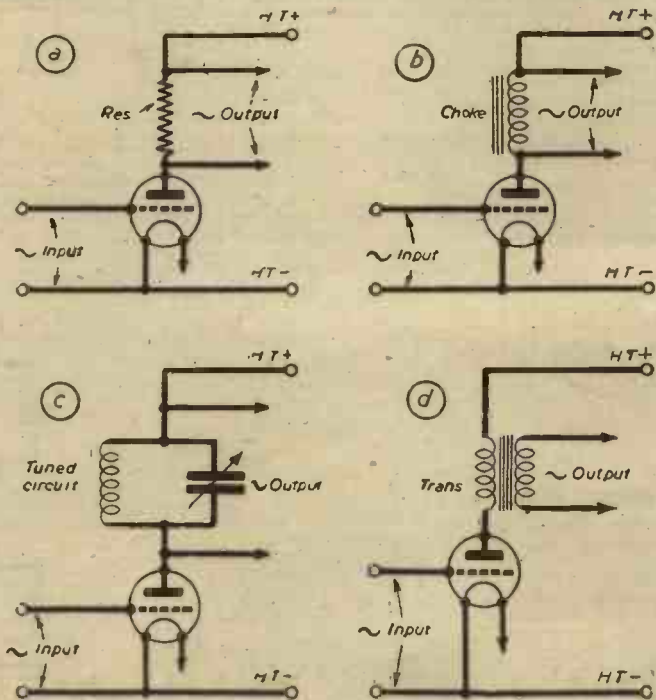 a
HT+
Res
~ Output
~ Input
HT-
b
HT+
Choke
~ Output
~ Input
HT-
c
HT+
Tuned
circuit
~ Output
~ Input
HT-
d
HT+
Trans
~ Output
~ Input
HT-